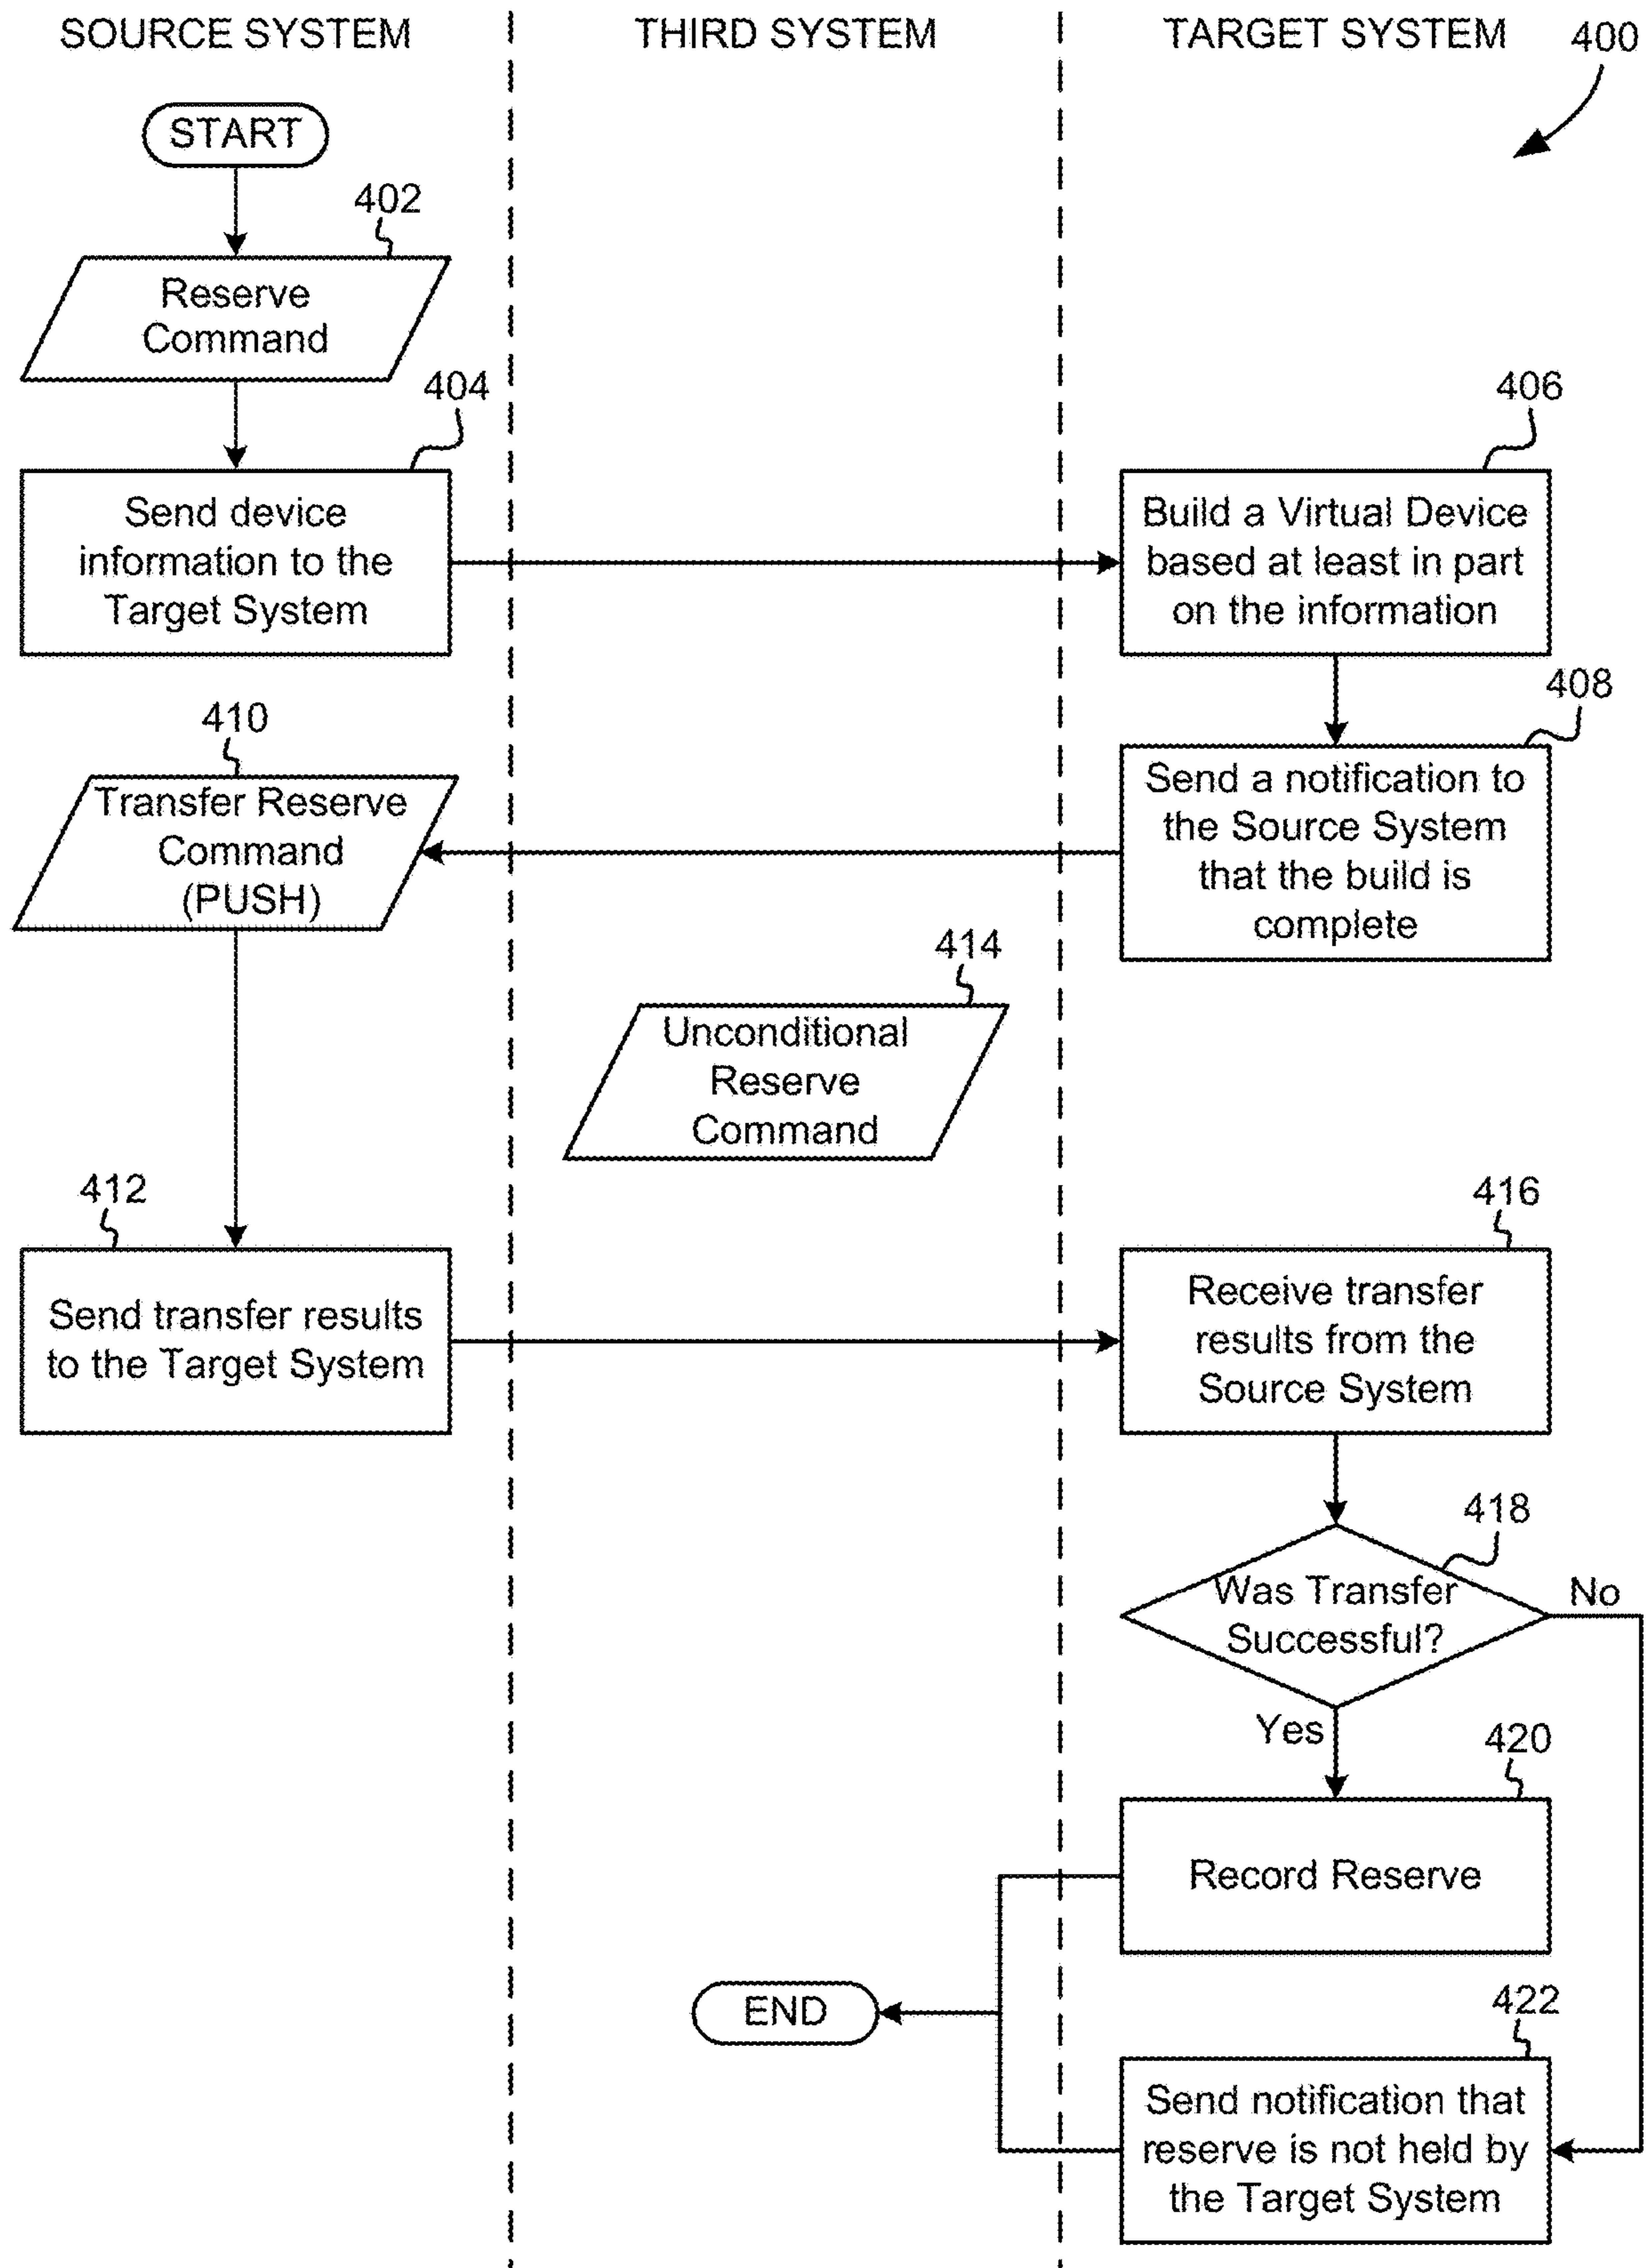 SOURCE SYSTEM
THIRD SYSTEM
TARGET SYSTEM
400
START
402
Reserve
Command
404
Send device
information to the
Target System
406
Build a Virtual Device
based at least in part
on the information
408
Send a notification to
the Source System
that the build is
complete
410
Transfer Reserve
Command
(PUSH)
414
Unconditional
Reserve
Command
412
Send transfer results
to the Target System
416
Receive transfer
results from the
Source System
418
Was Transfer
Successful?
No
Yes
420
Record Reserve
END
422
Send notification that
reserve is not held by
the Target System